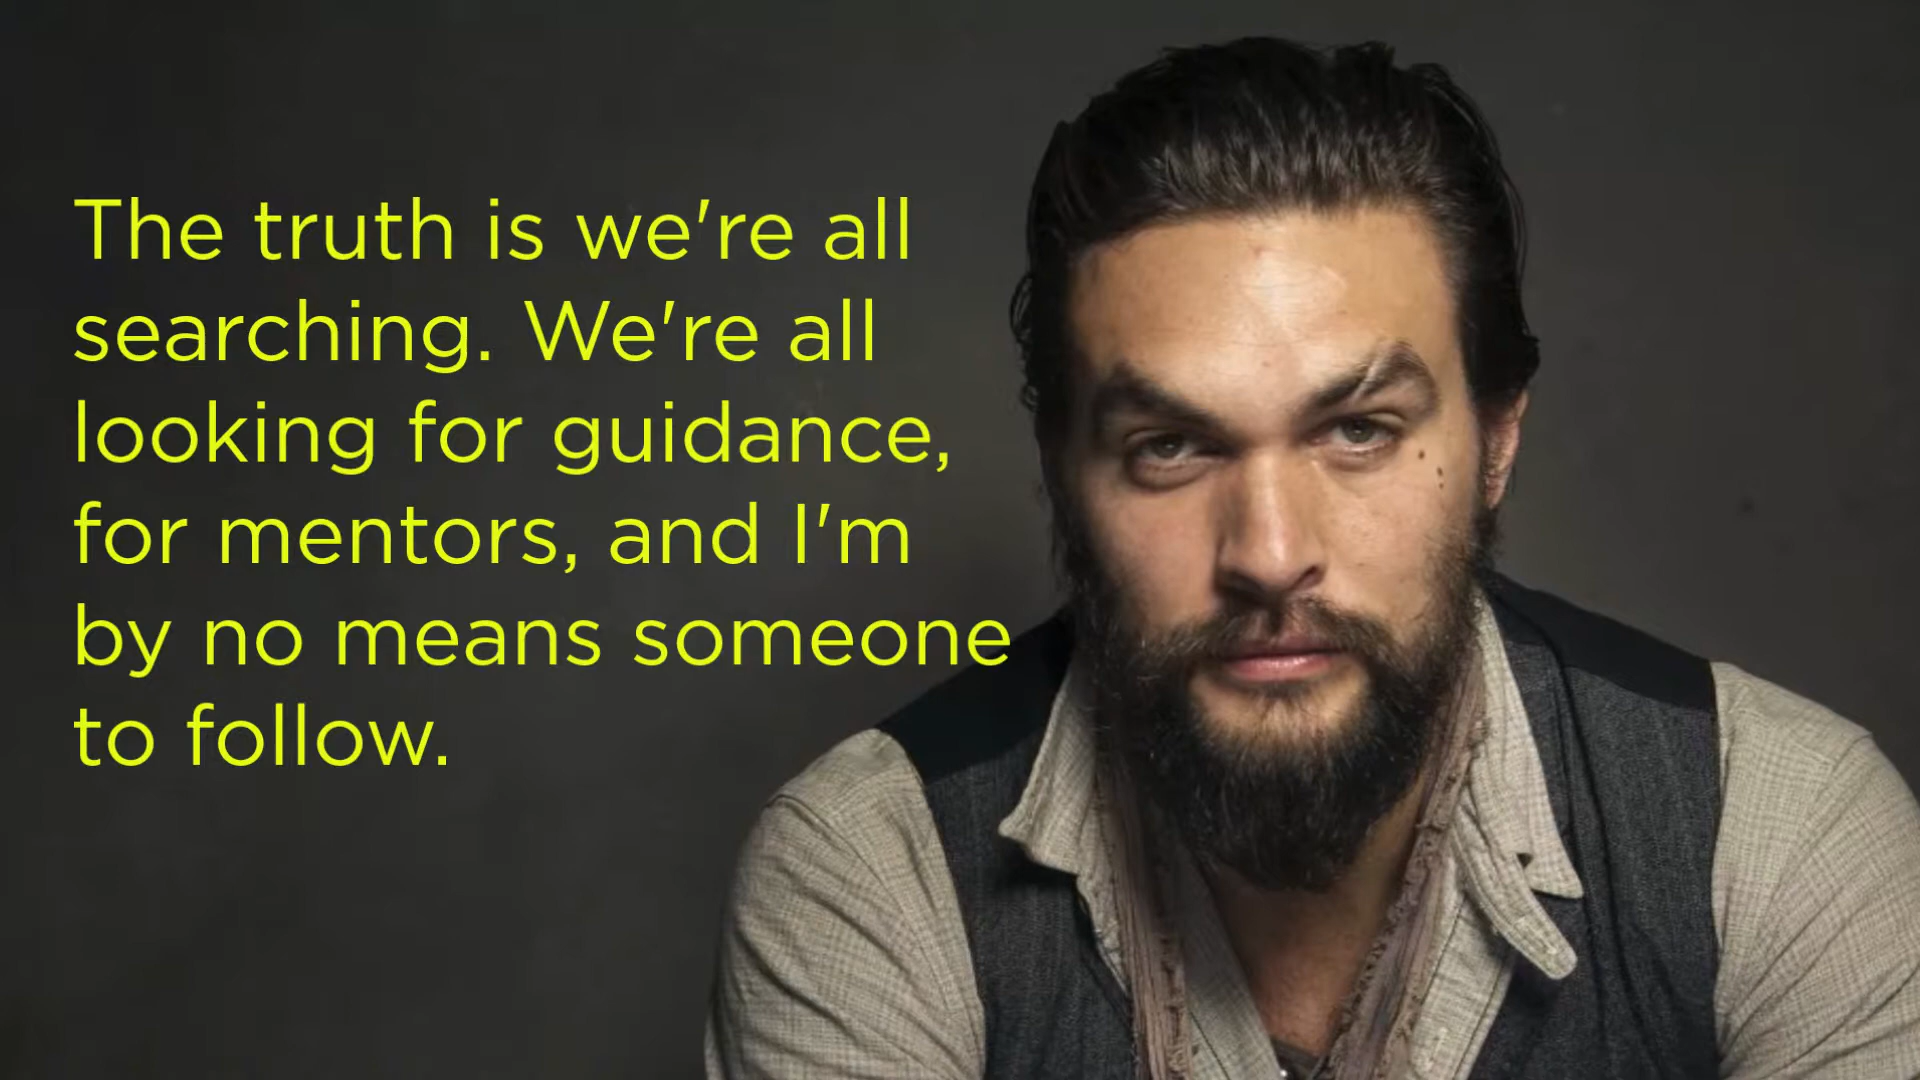 The truth is we're all
searching. We're all
looking for guidance,
for mentors, and I'm
by no means someone
to follow.